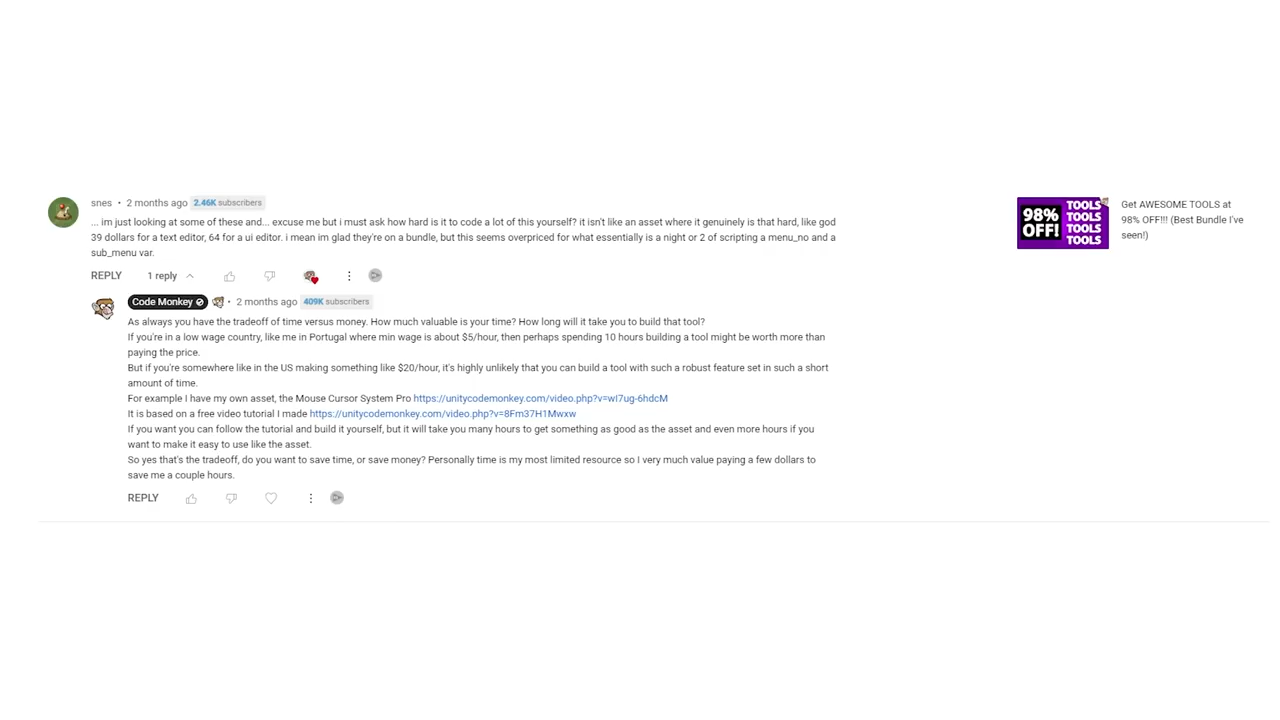 snes • 2 months ago 2.46K subscribers
... im just looking at some of these and... excuse me but i must ask how hard is it to code a lot of this yourself? it isn't like an asset where it genuinely is that hard, like god
39 dollars for a text editor, 64 for a ui editor. i mean im glad they're on a bundle, but this seems overpriced for what essentially is a night or 2 of scripting a menu_no and a
sub_menu var.
REPLY 1 reply
Code Monkey • 2 months ago 409K subscribers
As always you have the tradeoff of time versus money. How much valuable is your time? How long will it take you to build that tool?
If you're in a low wage country, like me in Portugal where min wage is about $5/hour, then perhaps spending 10 hours building a tool might be worth more than
paying the price.
But if you're somewhere like in the US making something like $20/hour, it's highly unlikely that you can build a tool with such a robust feature set in such a short
amount of time.
For example I have my own asset, the Mouse Cursor System Pro https://unitycodemonkey.com/video.php?v=wI7ug-6hdcM
It is based on a free video tutorial I made https://unitycodemonkey.com/video.php?v=8Fm37H1Mwxw
If you want you can follow the tutorial and build it yourself, but it will take you many hours to get something as good as the asset and even more hours if you
want to make it easy to use like the asset.
So yes that's the tradeoff, do you want to save time, or save money? Personally time is my most limited resource so I very much value paying a few dollars to
save me a couple hours.
REPLY
98%
OFF!
TOOLS
TOOLS
TOOLS
TOOLS
Get AWESOME TOOLS at
98% OFF!!! (Best Bundle I've
seen!)